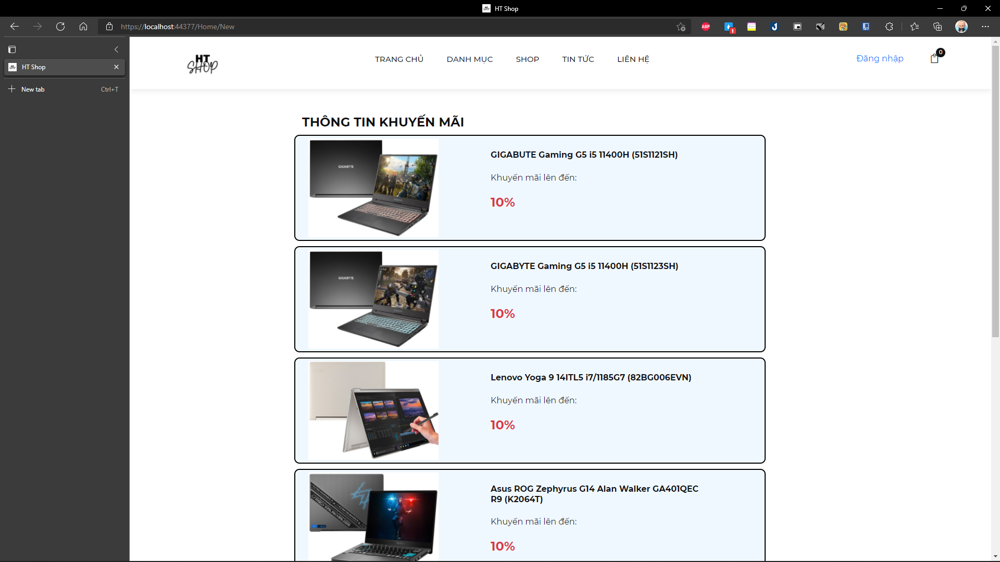 HT Shop
https://localhost:44377/Home/New
ABP
1
HT Shop
New tab
Ctrl+T
HT
SHOP
TRANG CHỦ
DANH MỤC
SHOP
TIN TỨC
LIÊN HỆ
Đăng nhập
0
THÔNG TIN KHUYẾN MÃI
GIGABYTE
GIGABUTE Gaming G5 i5 11400H (51S1121SH)
Khuyến mãi lên đến:
10%
GIGABYTE
GIGABYTE Gaming G5 i5 11400H (51S1123SH)
Khuyến mãi lên đến:
10%
Lenovo Yoga 9 14ITL5 i7/1185G7 (82BG006EVN)
Khuyến mãi lên đến:
10%
Asus ROG Zephyrus G14 Alan Walker GA401QEC
R9 (K2064T)
Khuyến mãi lên đến:
10%